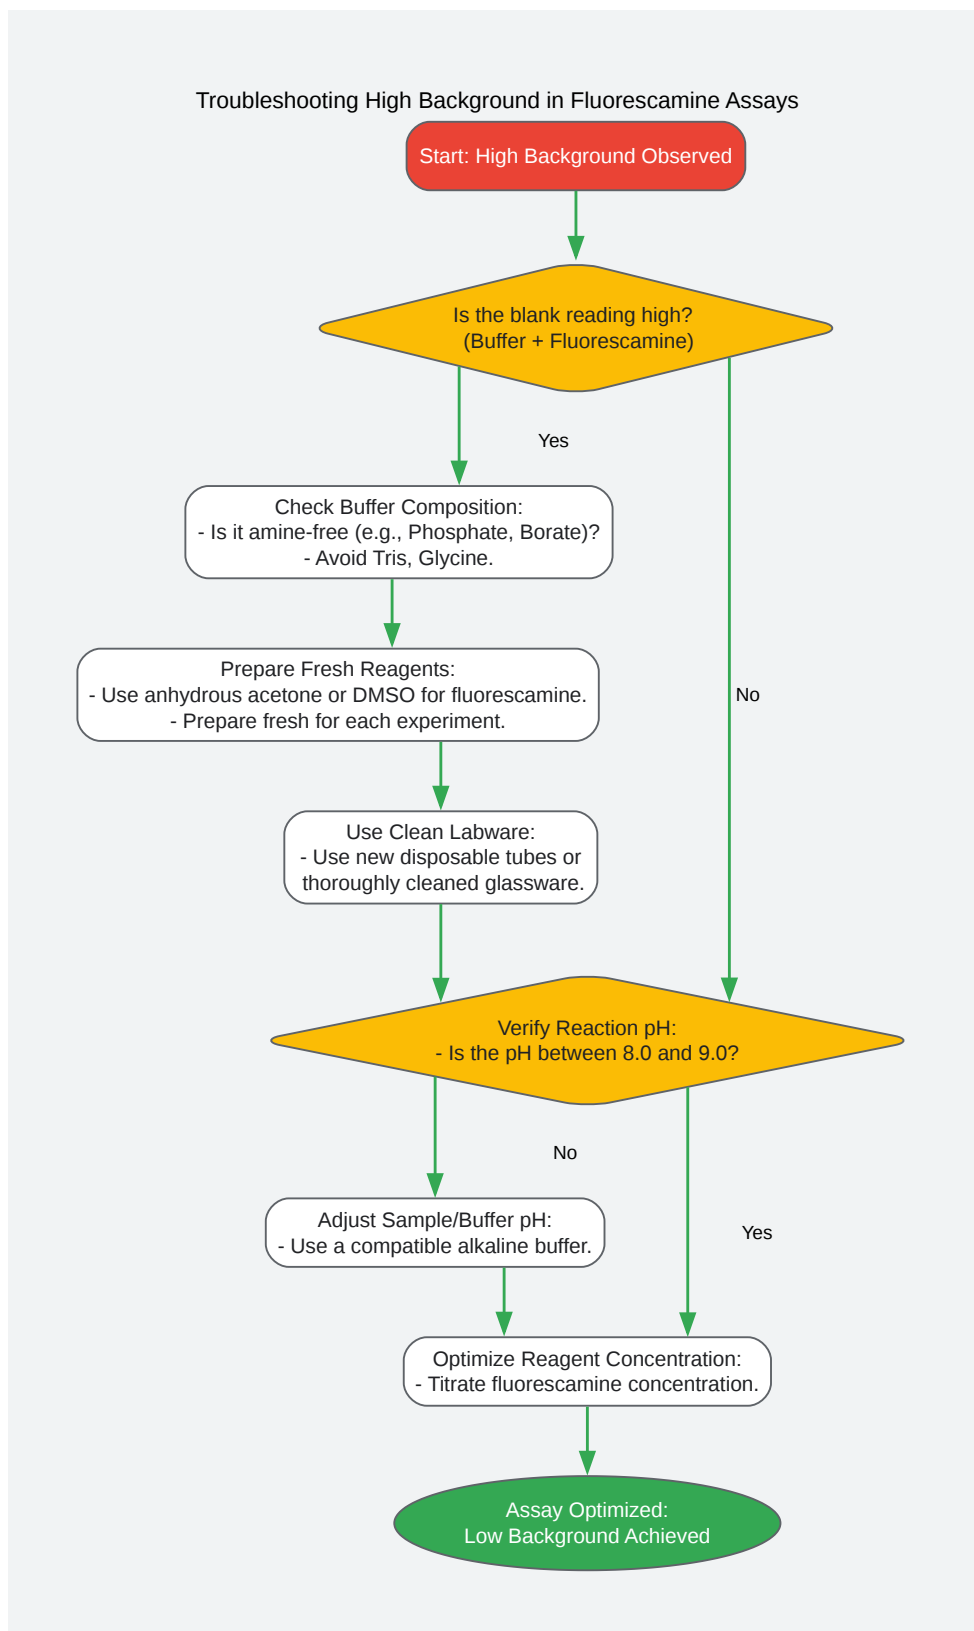 Troubleshooting High Background in Fluorescamine Assays
Start: High Background Observed
Is the blank reading high?
(Buffer + Fluorescamine)
Yes
Check Buffer Composition:
- Is it amine-free (e.g., Phosphate, Borate)?
- Avoid Tris, Glycine.
Prepare Fresh Reagents:
- Use anhydrous acetone or DMSO for fluorescamine.
- Prepare fresh for each experiment.
No
Use Clean Labware:
- Use new disposable tubes or
thoroughly cleaned glassware.
Verify Reaction pH:
- Is the pH between 8.0 and 9.0?
No
Adjust Sample/Buffer pH:
- Use a compatible alkaline buffer.
Yes
Optimize Reagent Concentration:
- Titrate fluorescamine concentration.
Assay Optimized:
Low Background Achieved